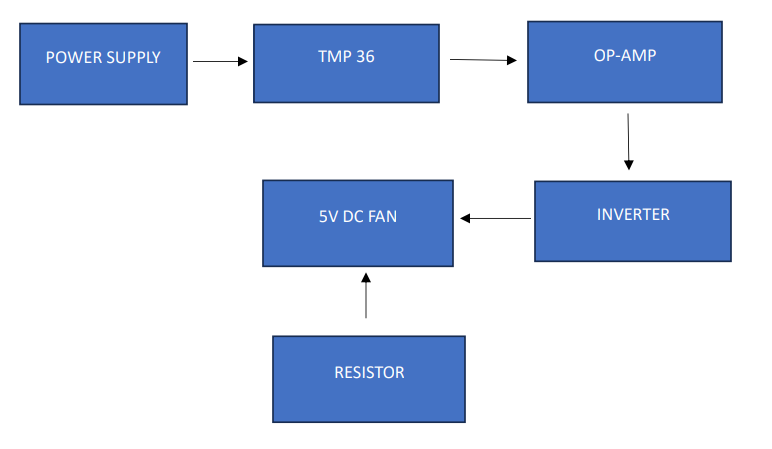 POWER SUPPLY
TMP 36
OP-AMP
5V DC FAN
INVERTER
RESISTOR